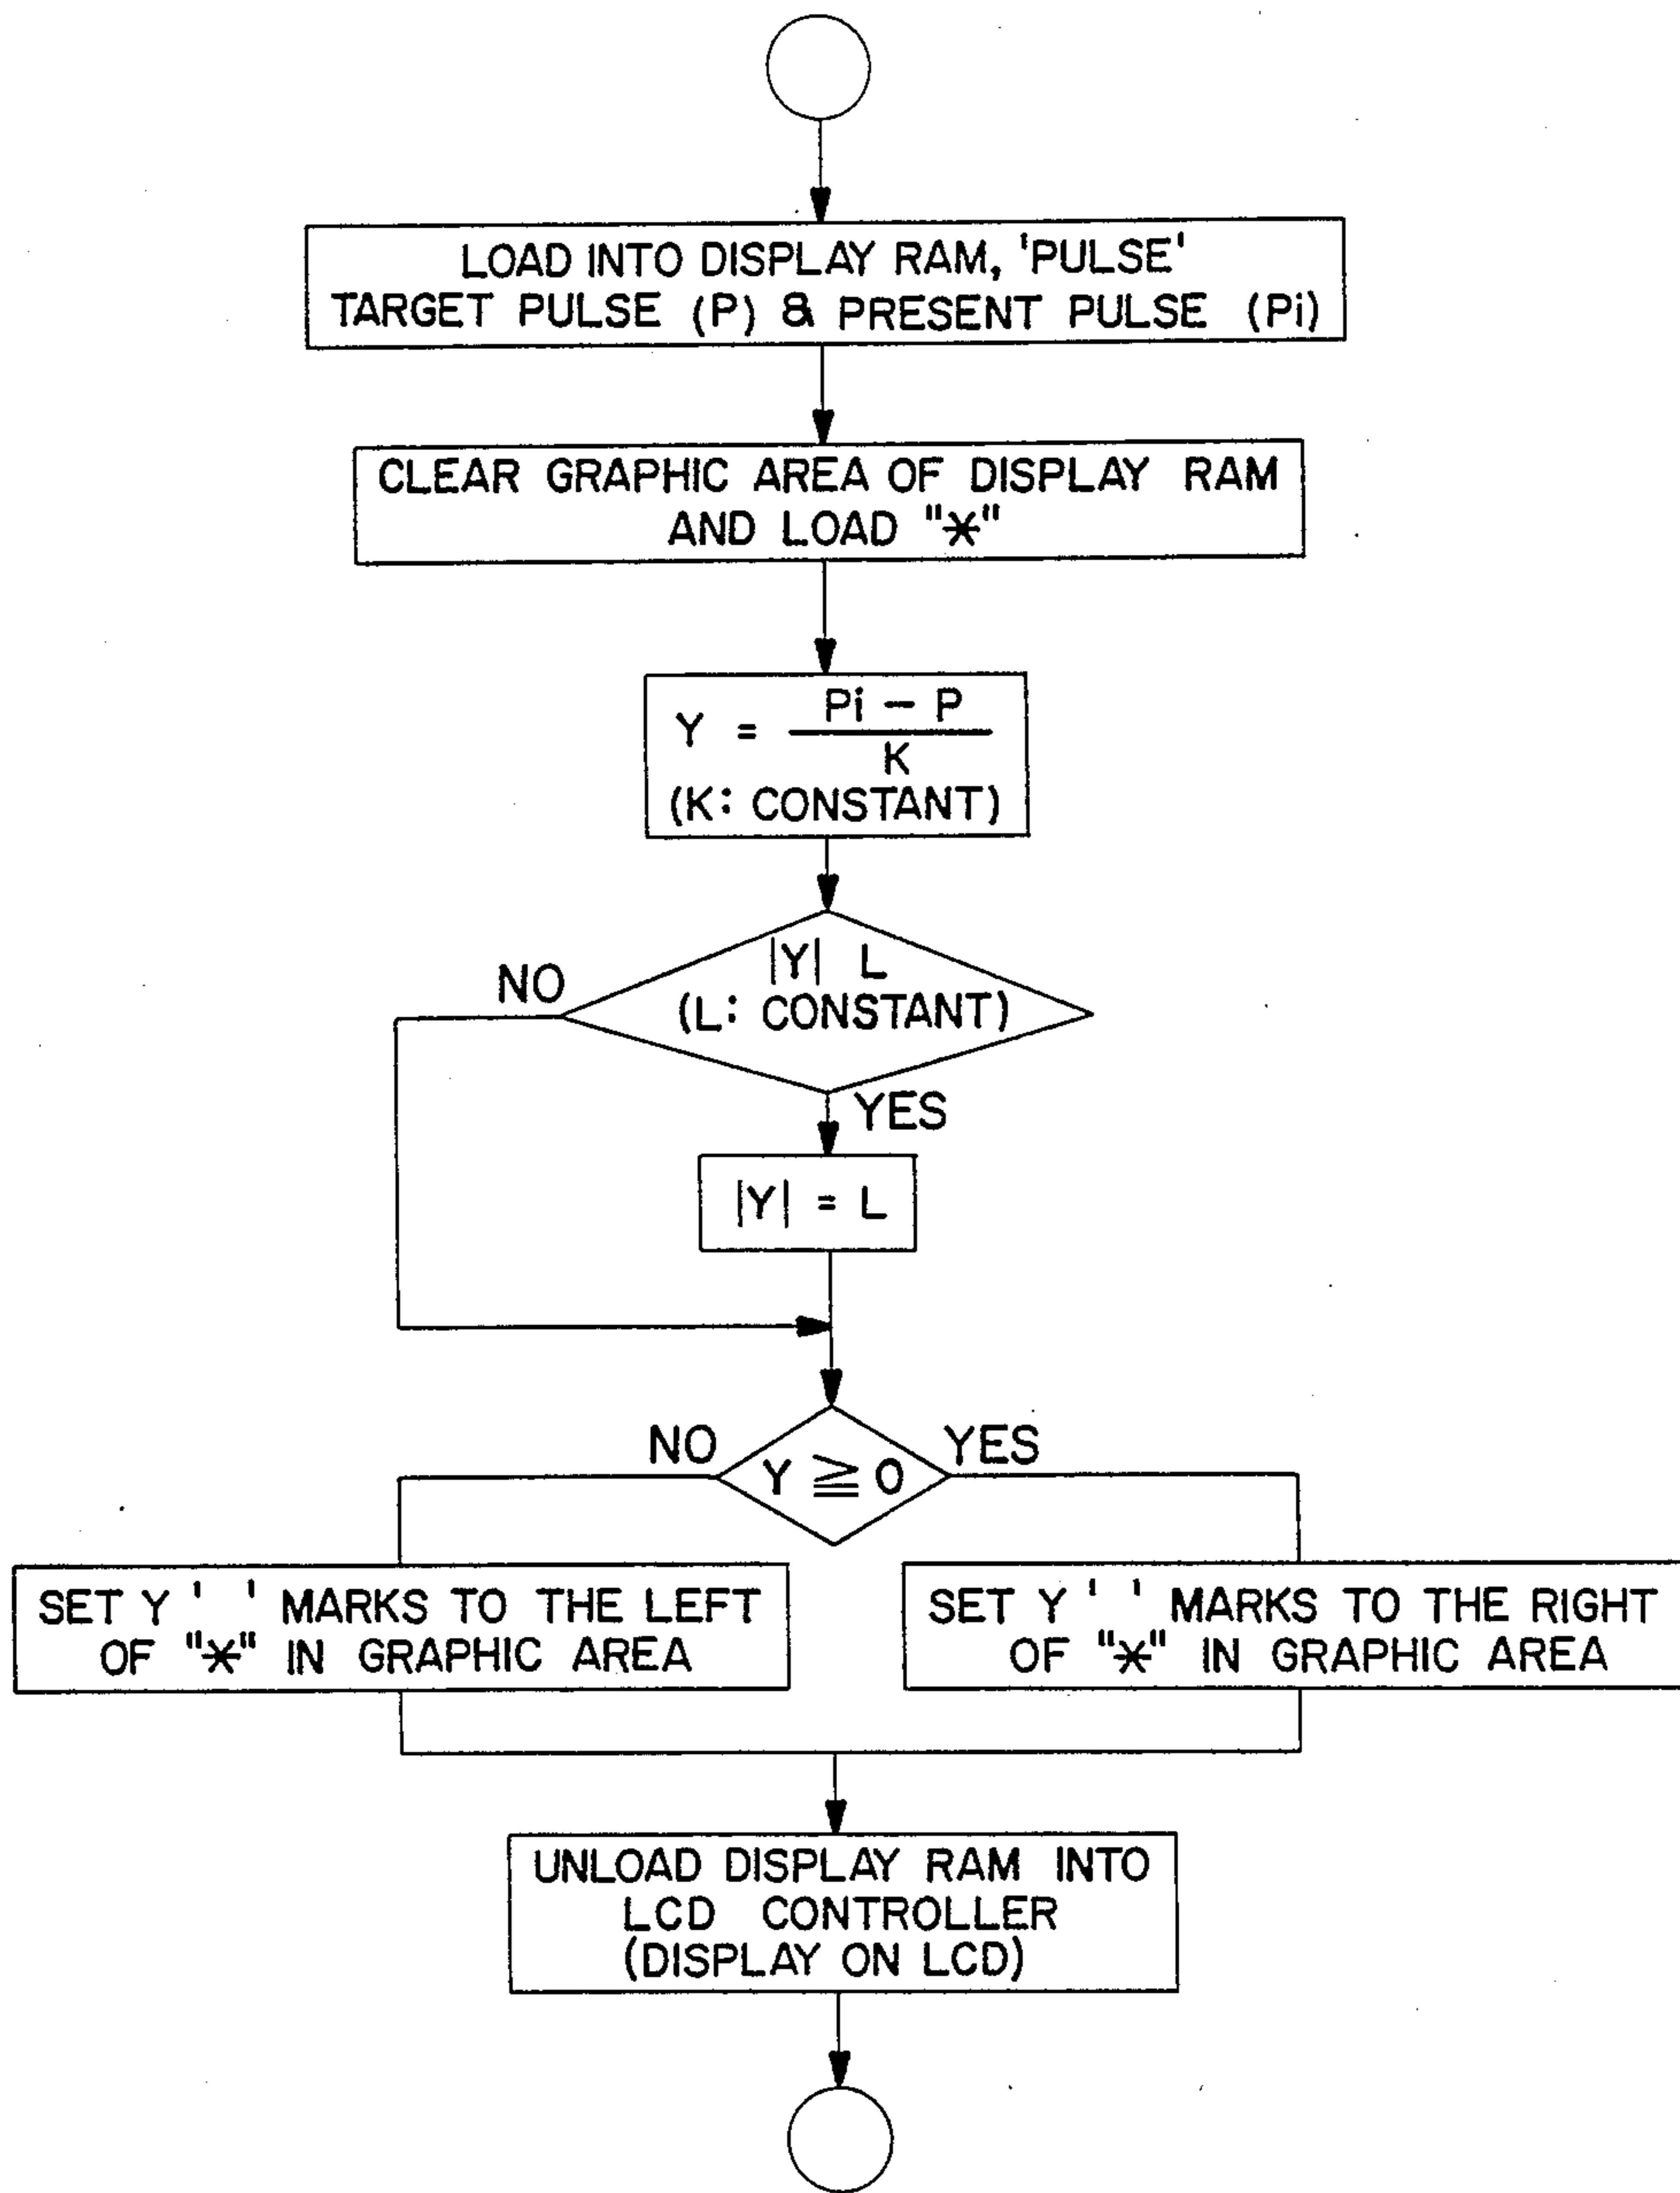 LOAD INTO DISPLAY RAM, 'PULSE'
TARGET PULSE (P) & PRESENT PULSE (Pi)
CLEAR GRAPHIC AREA OF DISPLAY RAM
AND LOAD "*"
Y = Pi - P / K
(K: CONSTANT)
|Y| L
(L: CONSTANT)
NO
YES
|Y| = L
NO
Y ≧ 0
YES
SET Y ' ' MARKS TO THE LEFT
OF "*" IN GRAPHIC AREA
SET Y ' ' MARKS TO THE RIGHT
OF "*" IN GRAPHIC AREA
UNLOAD DISPLAY RAM INTO
LCD CONTROLLER
(DISPLAY ON LCD)